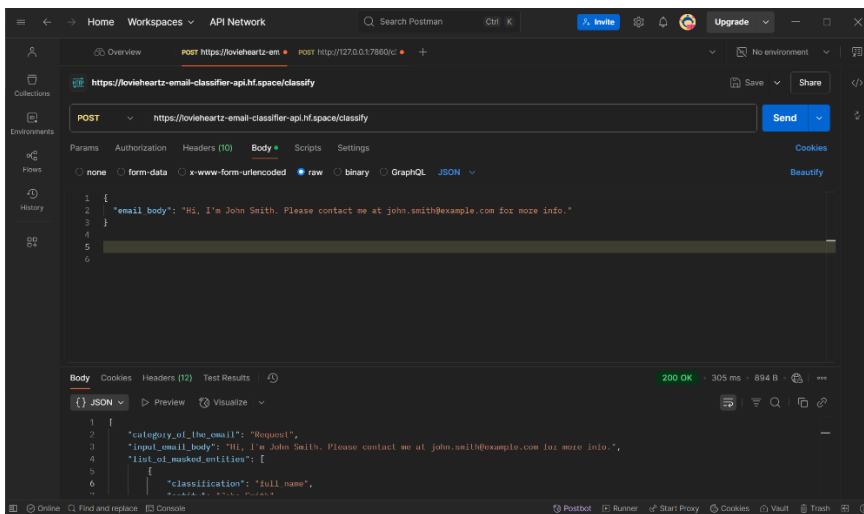 Home Workspaces API Network Search Postman Ctrl K Invite Upgrade
Overview POST https://lovieheartz-em POST http://127.0.0.1:7860/c No environment
https://lovieheartz-email-classifier-api.hf.space/classify Save Share
POST https://lovieheartz-email-classifier-api.hf.space/classify Send
Params Authorization Headers (10) Body Scripts Settings Cookies
none form-data x-www-form-urlencoded raw binary GraphQL JSON Beautify
Collections
Environments
Flows
History
1 {
2 "email_body": "Hi, I'm John Smith. Please contact me at john.smith@example.com for more info."
3 }
4
5
6
Body Cookies Headers (12) Test Results 200 OK 305 ms 894 B
{} JSON Preview Visualize
1 {
2 "category_of_the_email": "Request",
3 "input_email_body": "Hi, I'm John Smith. Please contact me at john.smith@example.com for more info.",
4 "list_of_masked_entities": [
5 {
6 "classification": "full_name",
Online Find and replace Console Postbot Runner Start Proxy Cookies Vault Trash